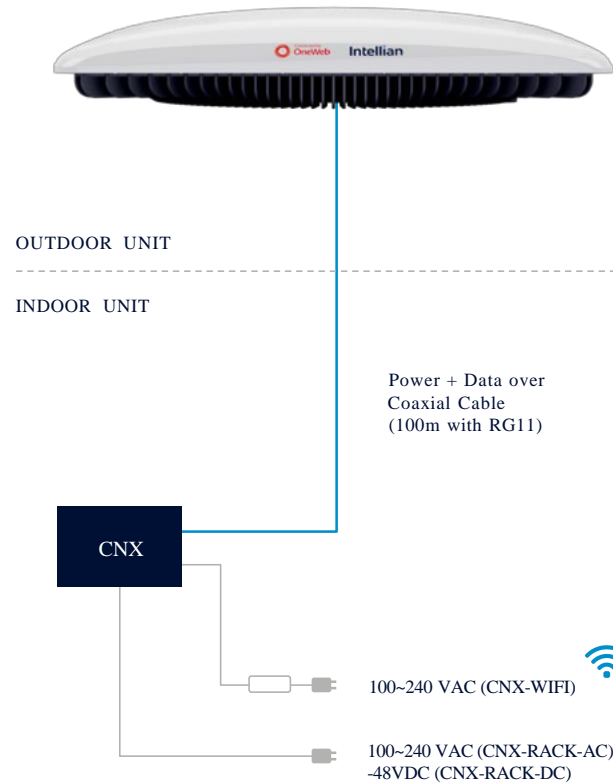 OneWeb Intellian
OUTDOOR UNIT
INDOOR UNIT
Power + Data over
Coaxial Cable
(100m with RG11)
CNX
100~240 VAC (CNX-WIFI)
100~240 VAC (CNX-RACK-AC)
-48VDC (CNX-RACK-DC)